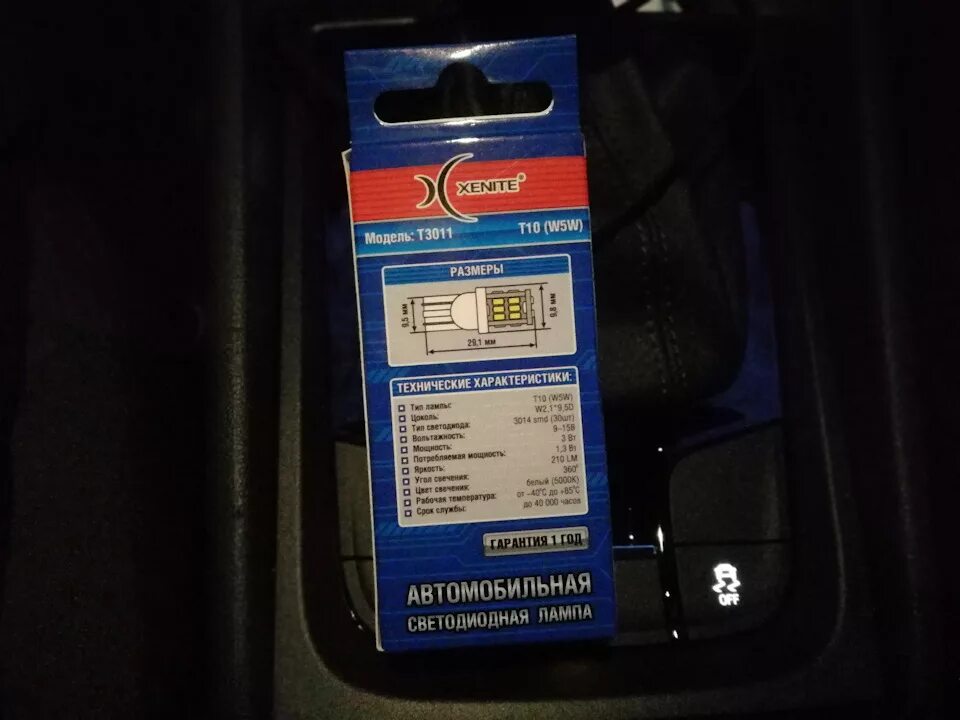 XENITE®
Модель: Т3011 Т10 (W5W)
РАЗМЕРЫ
9,5 мм
9,8 мм
29,1 мм
ТЕХНИЧЕСКИЕ ХАРАКТЕРИСТИКИ:
Тип лампы: Т10 (W5W)
Цоколь: W2,1*9,5D
Тип светодиода: 3014 smd (30шт)
Вольтажность: 9-15В
Мощность: 3 Вт
Потребляемая мощность: 1,3 Вт
Яркость: 210 LM
Угол свечения: 360°
Цвет свечения: белый (5000К)
Рабочая температура: от -40°С до +85°С
Срок службы: до 40 000 часов
ГАРАНТИЯ 1 ГОД
АВТОМОБИЛЬНАЯ
СВЕТОДИОДНАЯ ЛАМПА
OFF